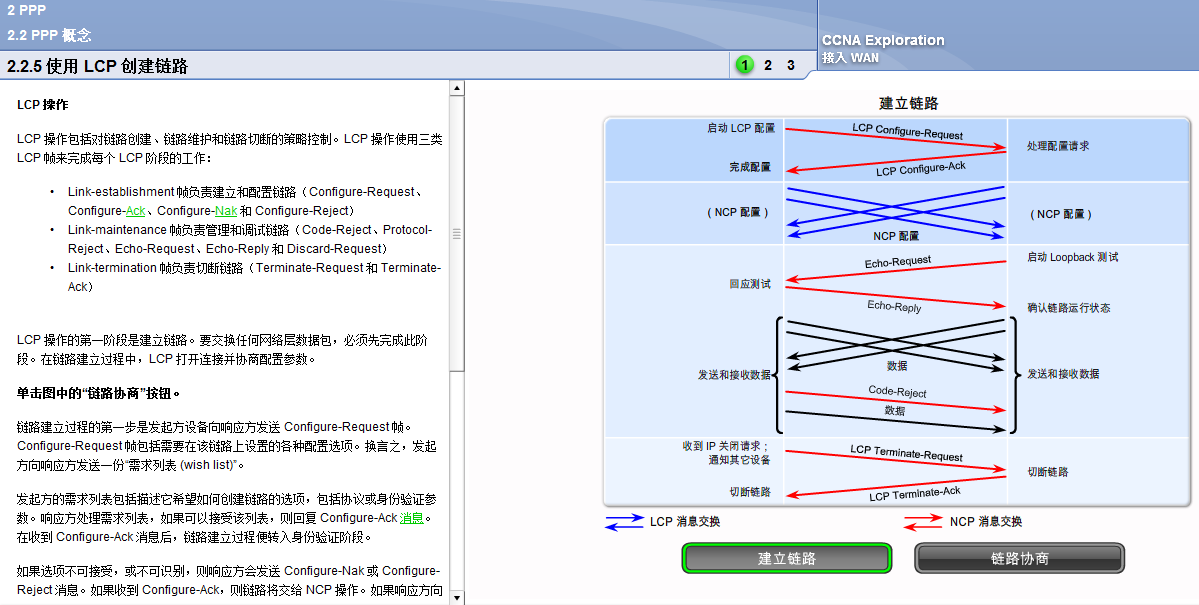 2 PPP
2.2 PPP 概念
CCNA Exploration
接入 WAN
2.2.5 使用 LCP 创建链路
1 2 3
LCP 操作
LCP 操作包括对链路创建、链路维护和链路切断的策略控制。LCP 操作使用三类
LCP 帧来完成每个 LCP 阶段的工作：
• Link-establishment 帧负责建立和配置链路（Configure-Request、
Configure-Ack、Configure-Nak 和 Configure-Reject）
• Link-maintenance 帧负责管理和调试链路（Code-Reject、Protocol-
Reject、Echo-Request、Echo-Reply 和 Discard-Request）
• Link-termination 帧负责切断链路（Terminate-Request 和 Terminate-
Ack）
LCP 操作的第一阶段是建立链路。要交换任何网络层数据包，必须先完成此阶
段。在链路建立过程中，LCP 打开连接并协商配置参数。
单击图中的“链路协商”按钮。
链路建立过程的第一步是发起方设备向响应方发送 Configure-Request 帧。
Configure-Request 帧包括需要在该链路上设置的各种配置选项。换言之，发起
方向响应方发送一份“需求列表 (wish list)”。
发起方的需求列表包括描述它希望如何创建链路的选项，包括协议或身份验证参
数。响应方处理需求列表，如果可以接受该列表，则回复 Configure-Ack 消息。
在收到 Configure-Ack 消息后，链路建立过程便转入身份验证阶段。
如果选项不可接受，或不可识别，则响应方会发送 Configure-Nak 或 Configure-
Reject 消息。如果收到 Configure-Ack，则链路将交给 NCP 操作。如果响应方向
建立链路
启动 LCP 配置
LCP Configure-Request
处理配置请求
完成配置
LCP Configure-Ack
（NCP 配置）
（NCP 配置）
NCP 配置
Echo-Request
启动 Loopback 测试
回应测试
Echo-Reply
确认链路运行状态
数据
发送和接收数据
发送和接收数据
Code-Reject
数据
收到 IP 关闭请求；
通知其它设备
LCP Terminate-Request
切断链路
切断链路
LCP Terminate-Ack
LCP 消息交换
NCP 消息交换
建立链路
链路协商